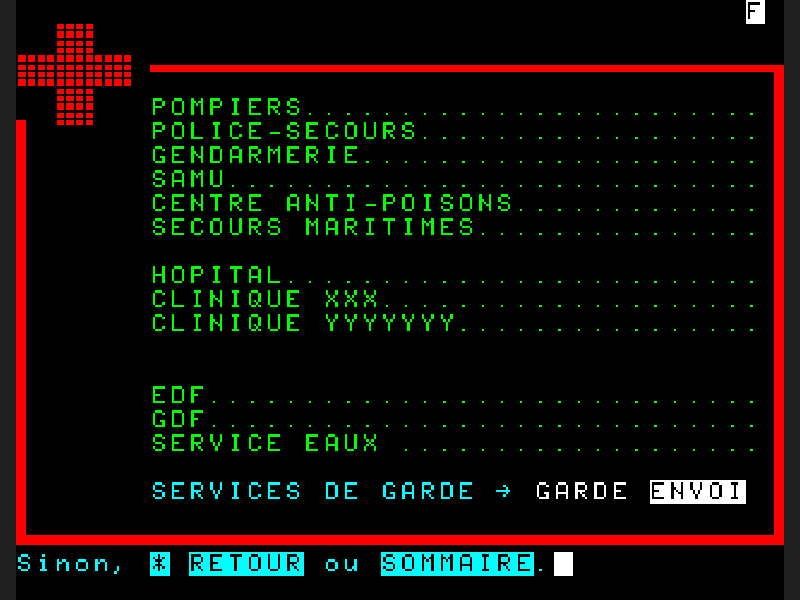 F
POMPIERS........................
POLICE-SECOURS..................
GENDARMERIE.....................
SAMU............................
CENTRE ANTI-POISONS.............
SECOURS MARITIMES...............
HOPITAL.........................
CLINIQUE XXX....................
CLINIQUE YYYYYYY................
EDF.............................
GDF.............................
SERVICE EAUX ...................
SERVICES DE GARDE → GARDE ENVOI
Sinon, * RETOUR ou SOMMAIRE.